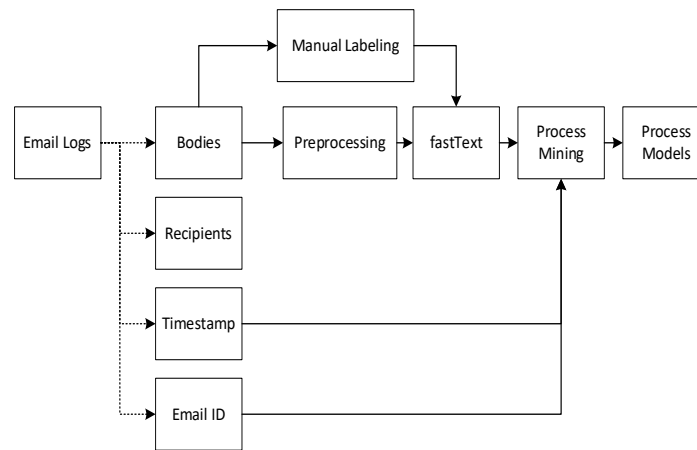 Manual Labeling
Email Logs
Bodies
Preprocessing
fastText
Process
Mining
Process
Models
Recipients
Timestamp
Email ID